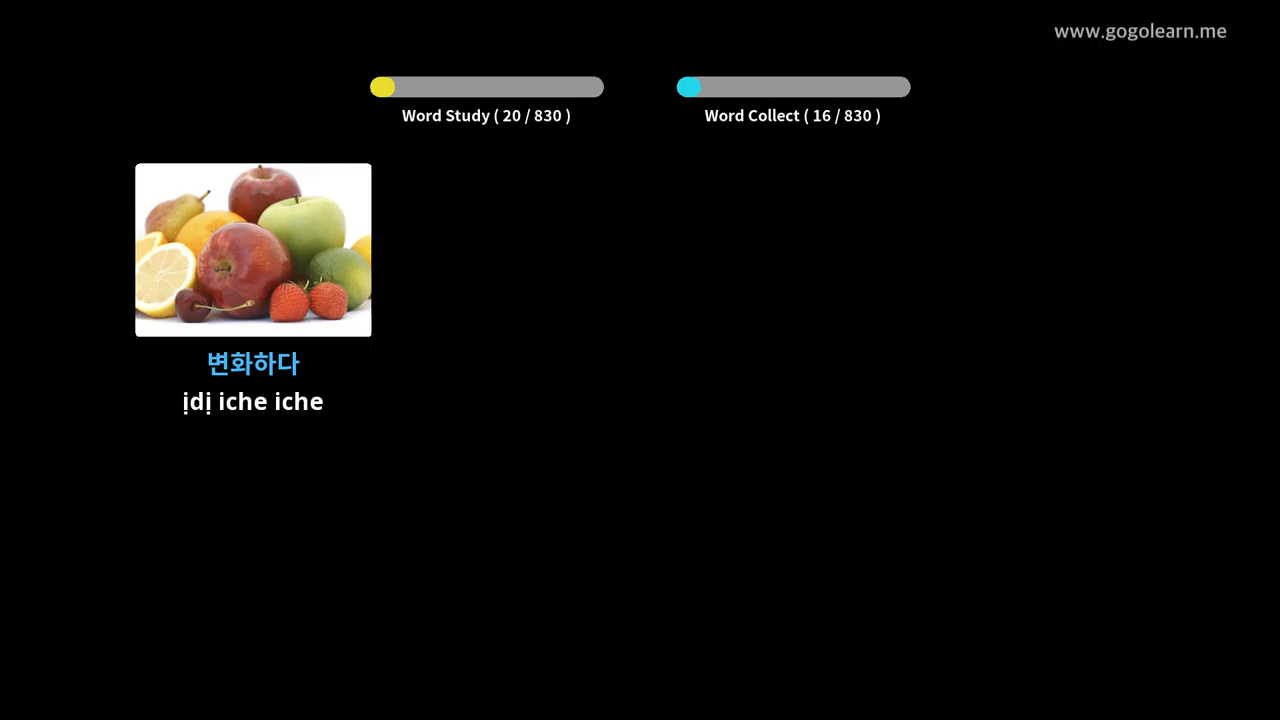 www.gogolearn.me
Word Study ( 20 / 830 )
Word Collect ( 16 / 830 )
변화하다
ịdị iche iche